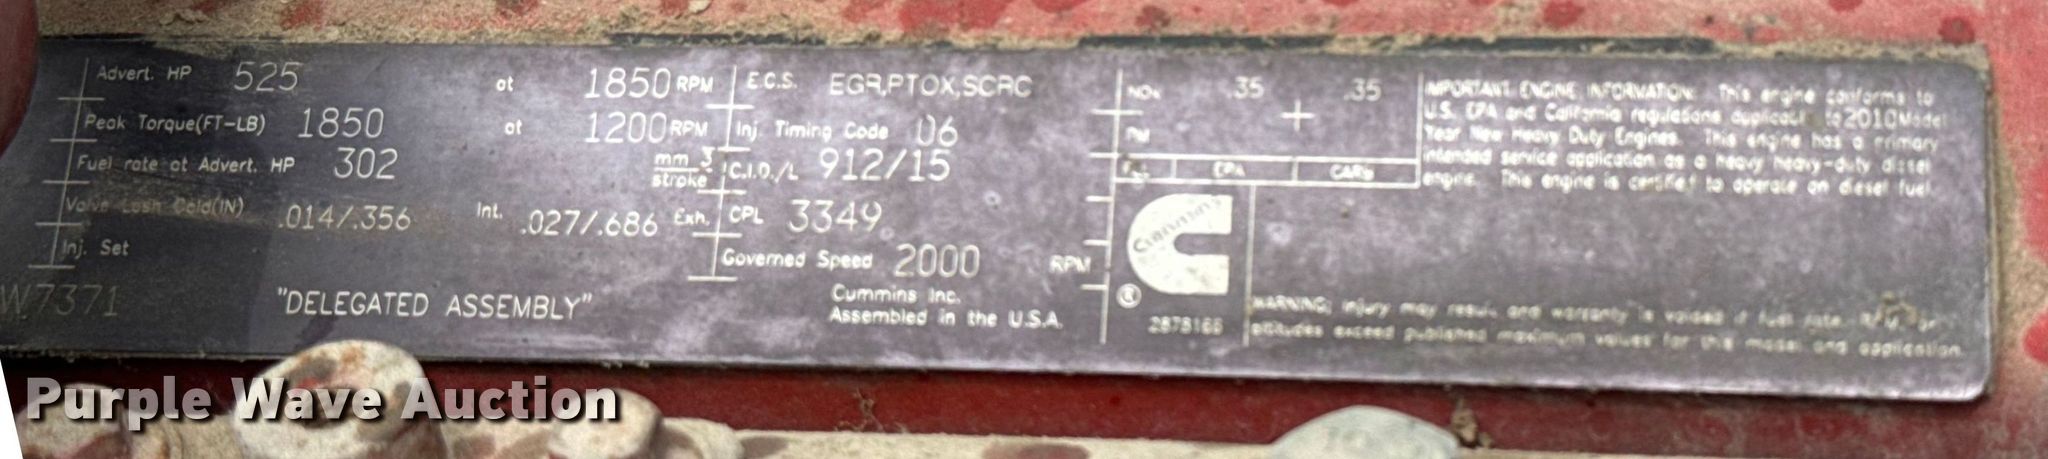 Advert. HP 525 at 1850 RPM
Peak Torque(FT-LB) 1850 at 1200 RPM
Fuel rate at Advert. HP 302 mm 3 stroke
Valve Lash Cold(IN) .014/.356 Int. .027/.686 Exh.
Inj. Set
W7371 "DELEGATED ASSEMBLY"
E.C.S. EGR,PTOX,SCRC
Inj. Timing Code 06
C.I.D./L 912/15
CPL 3349
Governed Speed 2000 RPM
Cummins Inc.
Assembled in the U.S.A.
NOx .35 .35
PM
EPA CARB
Cummins
®
2878166
IMPORTANT ENGINE INFORMATION: This engine conforms to
U.S. EPA and California regulations applicable to 2010 Model
Year New Heavy Duty Engines. This engine has a primary
intended service application as a heavy heavy-duty diesel
engine. This engine is certified to operate on diesel fuel.
WARNING: Injury may result and warranty is voided if fuel rate, R.P.M. or
altitudes exceed published maximum values for this model and application.
Purple Wave Auction